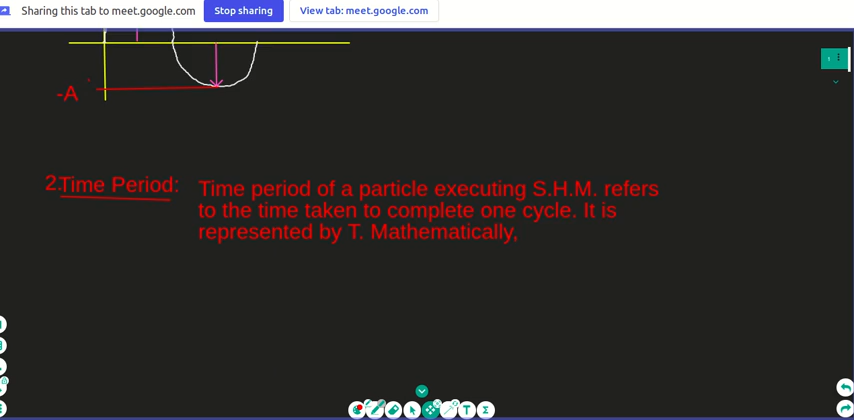 Sharing this tab to meet.google.com
Stop sharing
View tab: meet.google.com
-A
1
2.Time Period:
Time period of a particle executing S.H.M. refers
to the time taken to complete one cycle. It is
represented by T. Mathematically,
T
Σ